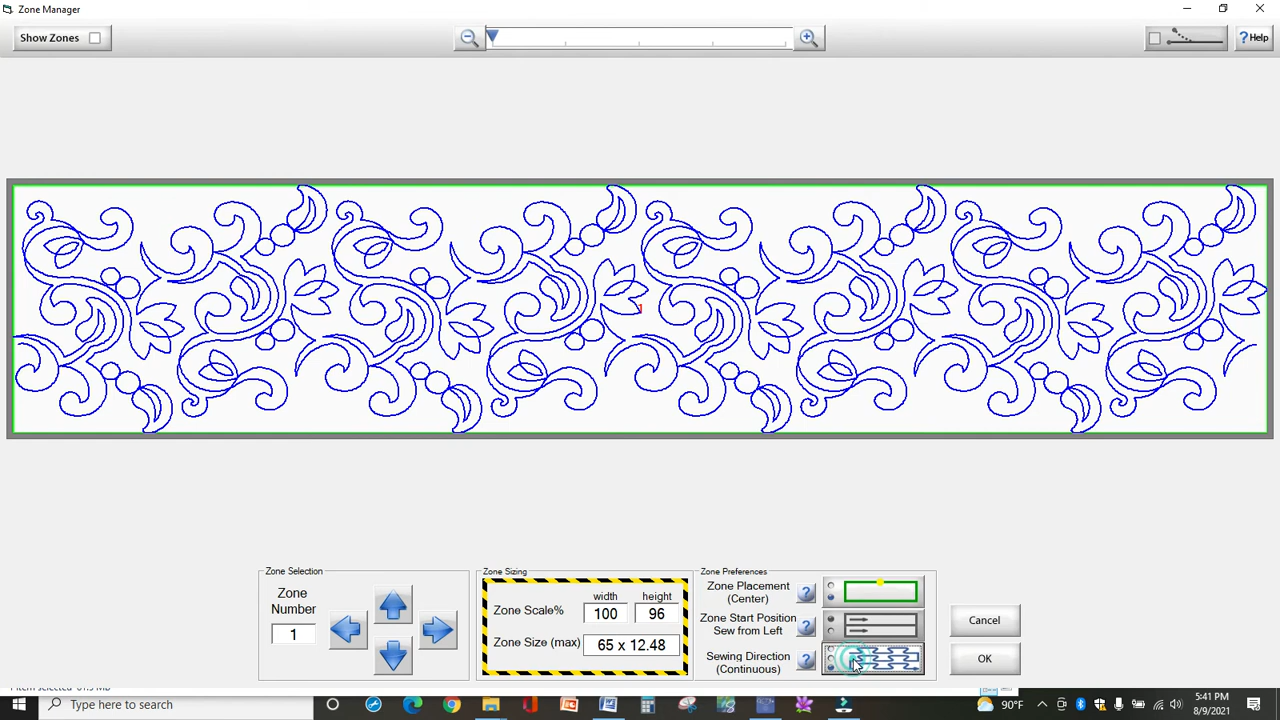 Zone Manager
Show Zones
?Help
1
Zone Selection
Zone
Number
1
Zone Sizing
width
height
Zone Scale%
100
96
Zone Size (max)
65 x 12.48
Zone Preferences
Zone Placement
(Center)
?
Zone Start Position
Sew from Left
?
Sewing Direction
(Continuous)
?
Cancel
OK
Type here to search
90°F
5:41 PM
8/9/2021